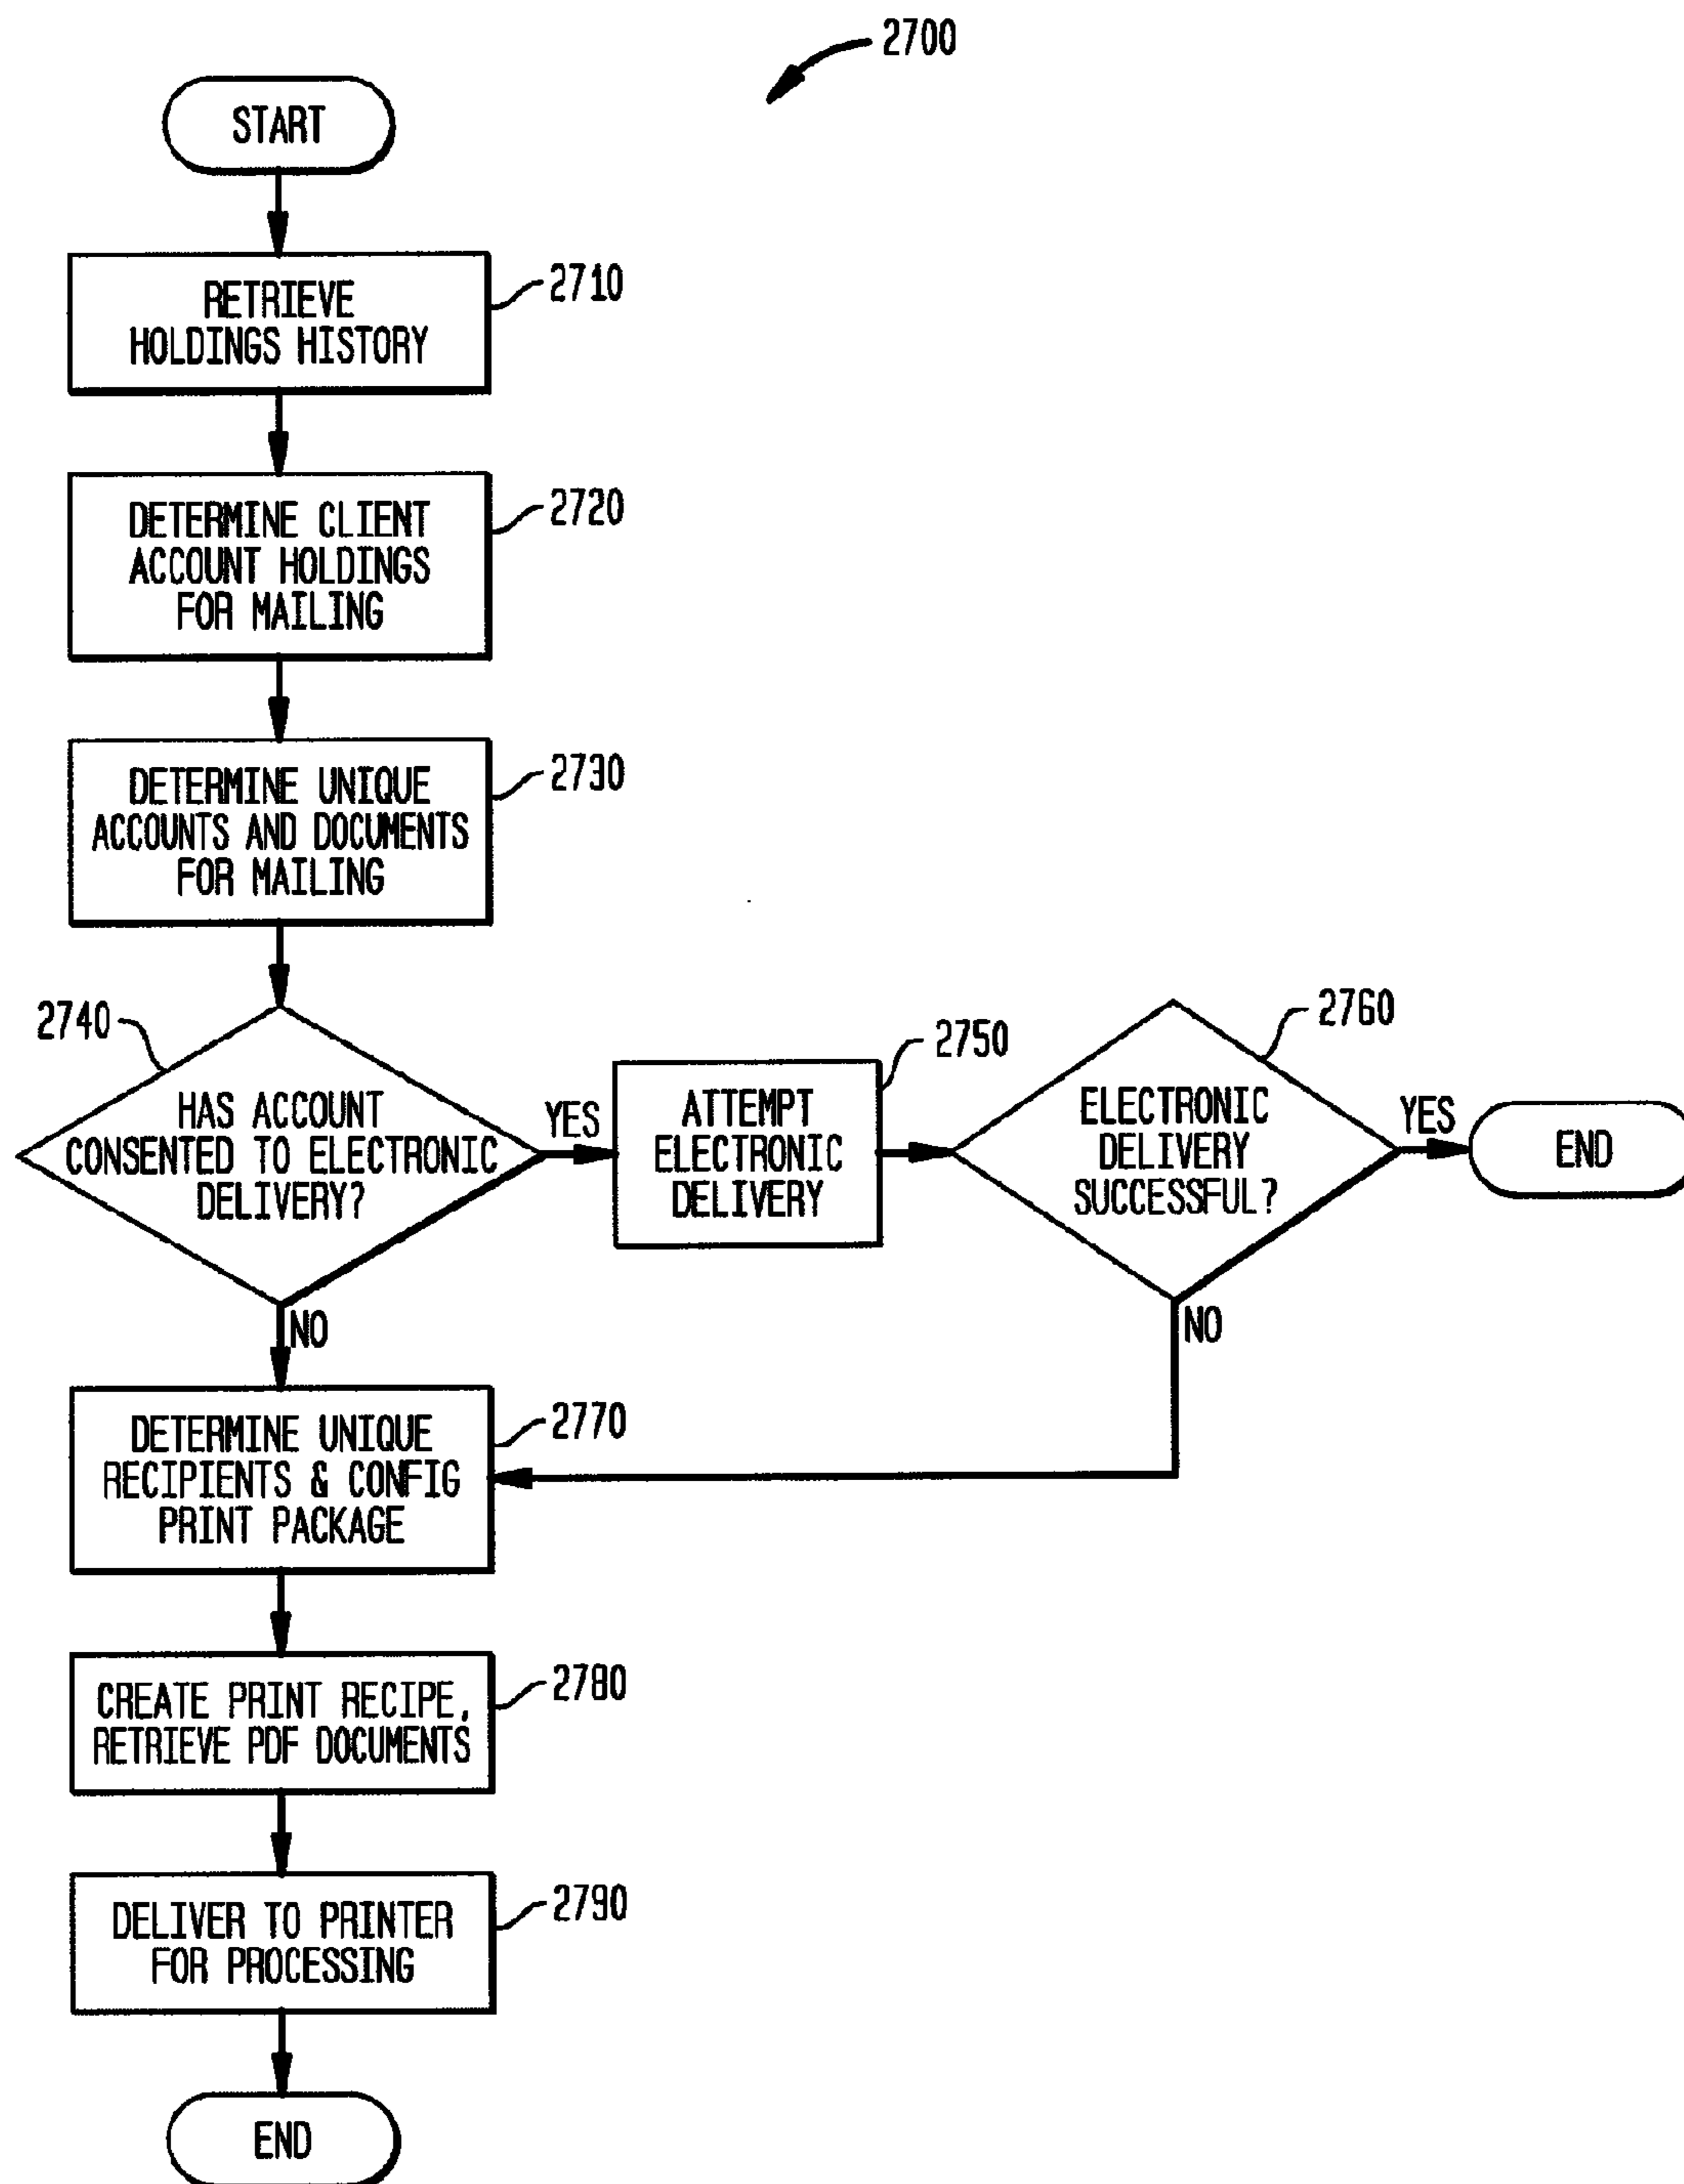 2700
START
RETRIEVE
HOLDINGS HISTORY
2710
DETERMINE CLIENT
ACCOUNT HOLDINGS
FOR MAILING
2720
DETERMINE UNIQUE
ACCOUNTS AND DOCUMENTS
FOR MAILING
2730
2740
HAS ACCOUNT
CONSENTED TO ELECTRONIC
DELIVERY?
YES
NO
2750
ATTEMPT
ELECTRONIC
DELIVERY
2760
ELECTRONIC
DELIVERY
SUCCESSFUL?
YES
END
NO
DETERMINE UNIQUE
RECIPIENTS & CONFIG
PRINT PACKAGE
2770
CREATE PRINT RECIPE,
RETRIEVE PDF DOCUMENTS
2780
DELIVER TO PRINTER
FOR PROCESSING
2790
END